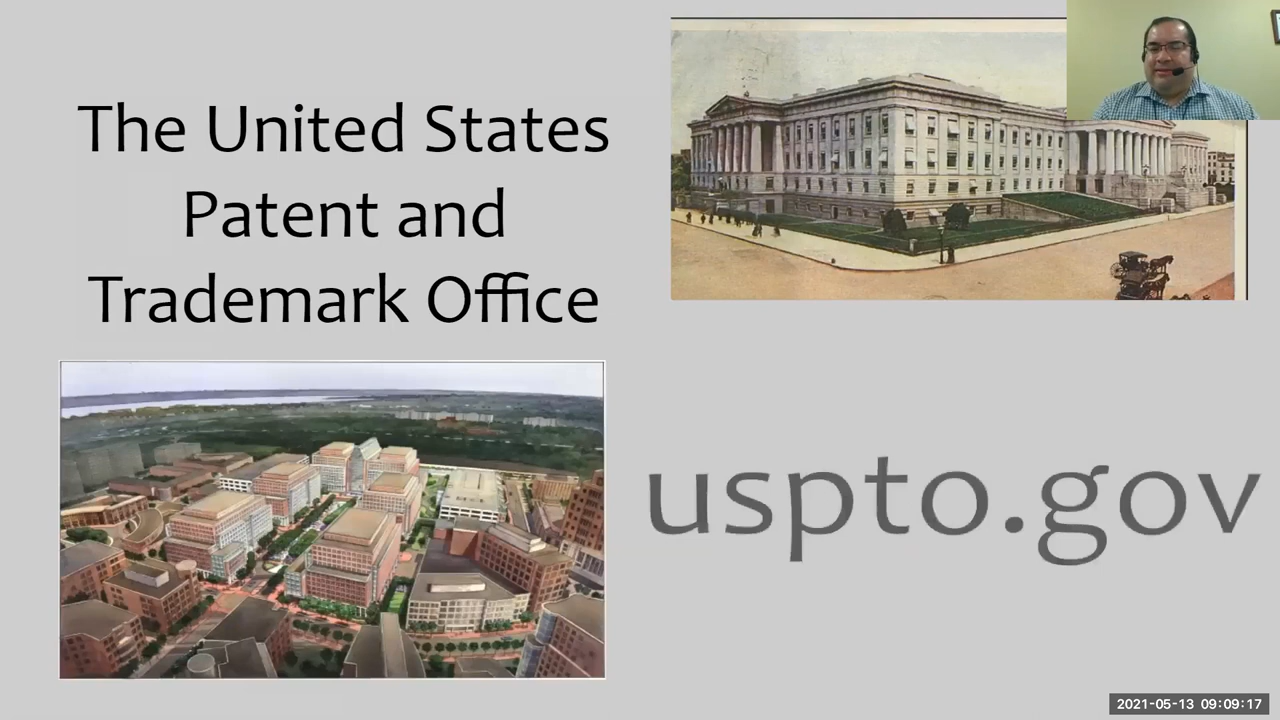 The United States
Patent and
Trademark Office
uspto.gov
2021-05-13 09:09:17